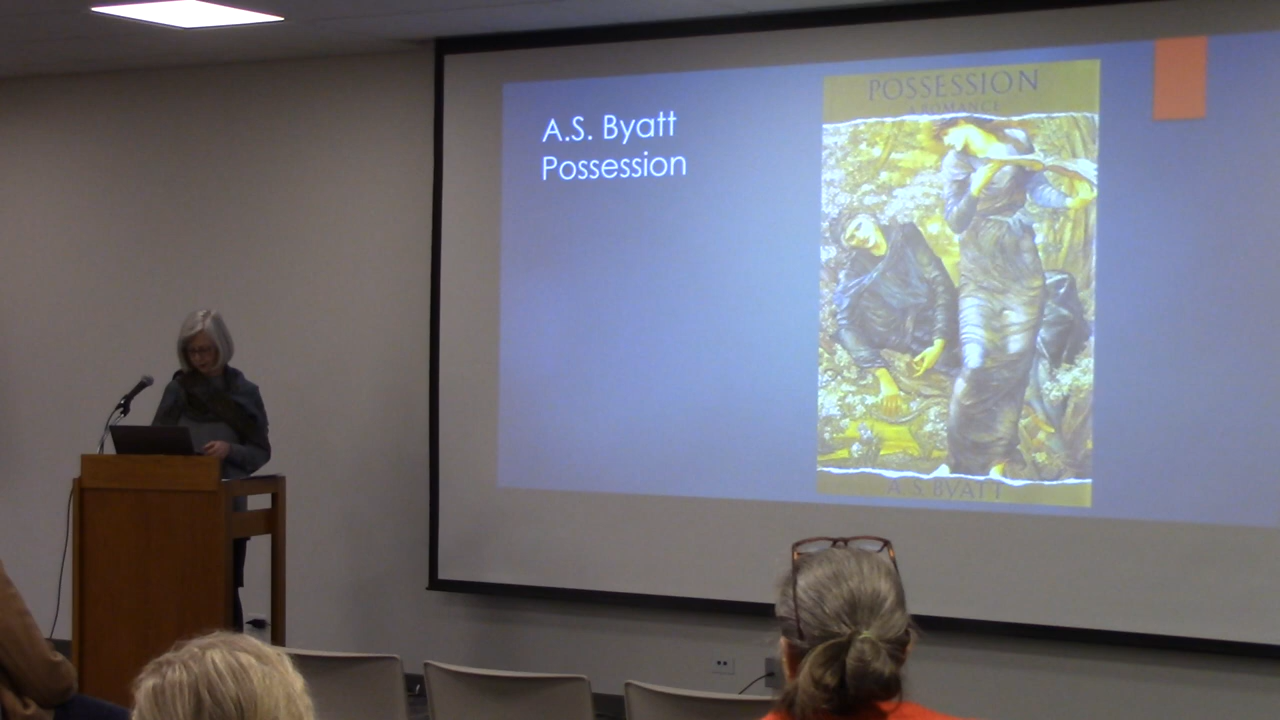 A.S. Byatt
Possession
POSSESSION
A ROMANCE
A. S. BYATT